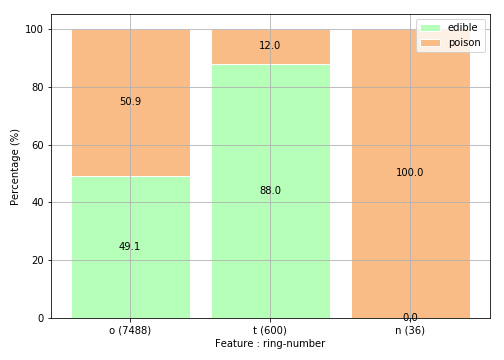 100
80
60
40
20
0
Percentage (%)
edible
poison
50.9
49.1
12.0
88.0
100.0
0.0
o (7488)
t (600)
n (36)
Feature : ring-number